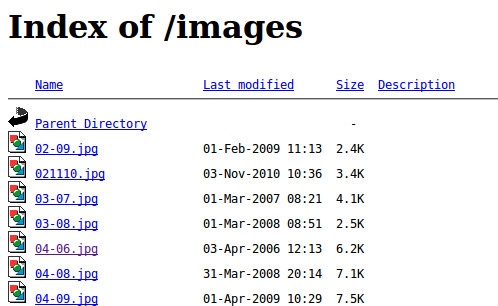 Index of /images
Name Last modified Size Description
Parent Directory -
02-09.jpg 01-Feb-2009 11:13 2.4K
021110.jpg 03-Nov-2010 10:36 3.4K
03-07.jpg 01-Mar-2007 08:21 4.1K
03-08.jpg 01-Mar-2008 08:51 2.5K
04-06.jpg 03-Apr-2006 12:13 6.2K
04-08.jpg 31-Mar-2008 20:14 7.1K
04-09.jpg 01-Apr-2009 10:29 7.5K